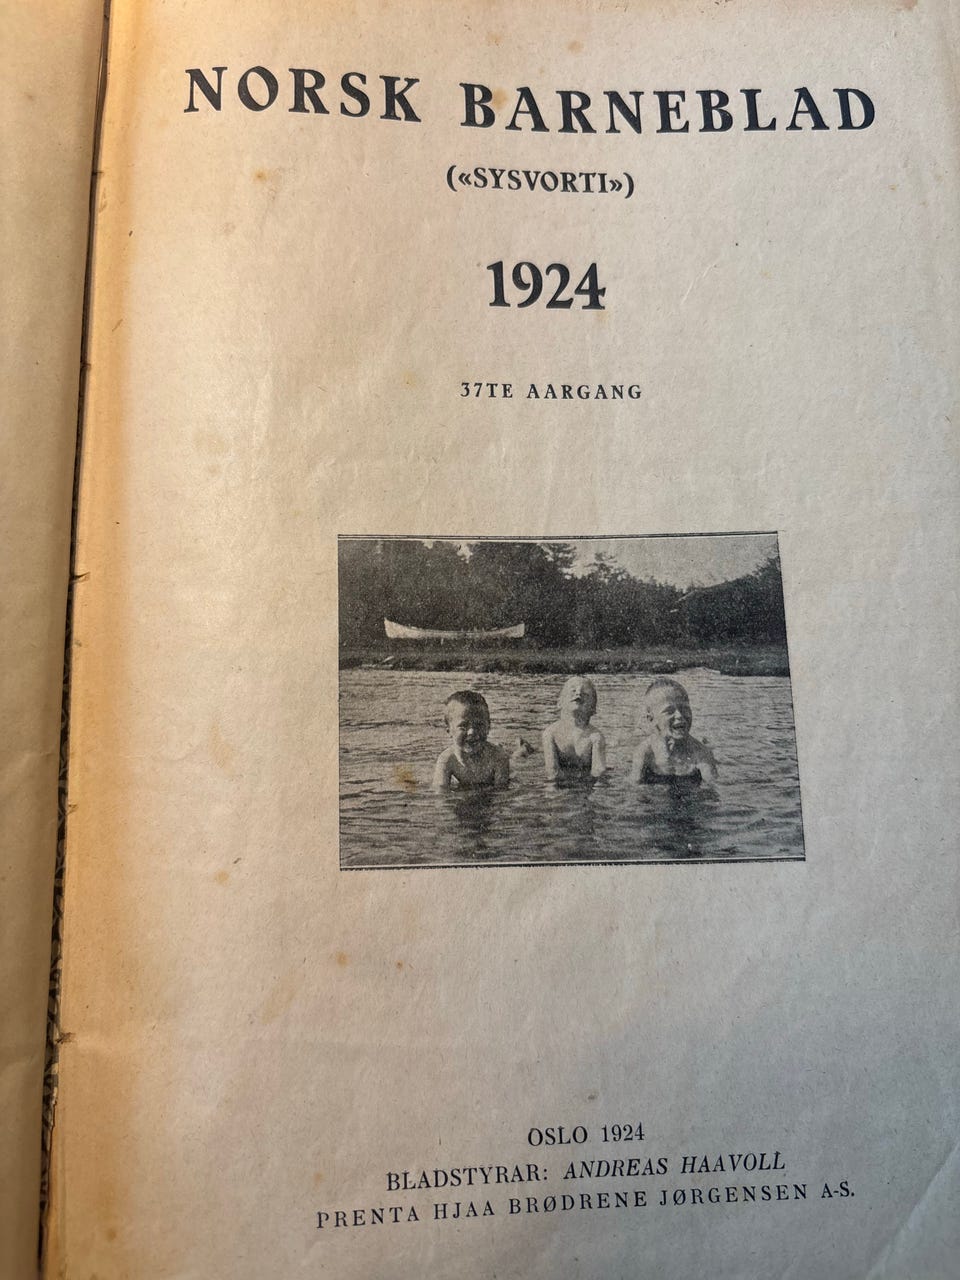 NORSK BARNEBLAD
(«SYSVORTI»)
1924
37TE AARGANG
OSLO 1924
BLADSTYRAR: ANDREAS HAAVOLL
PRENTA HJAA BRØDRENE JØRGENSEN A-S.